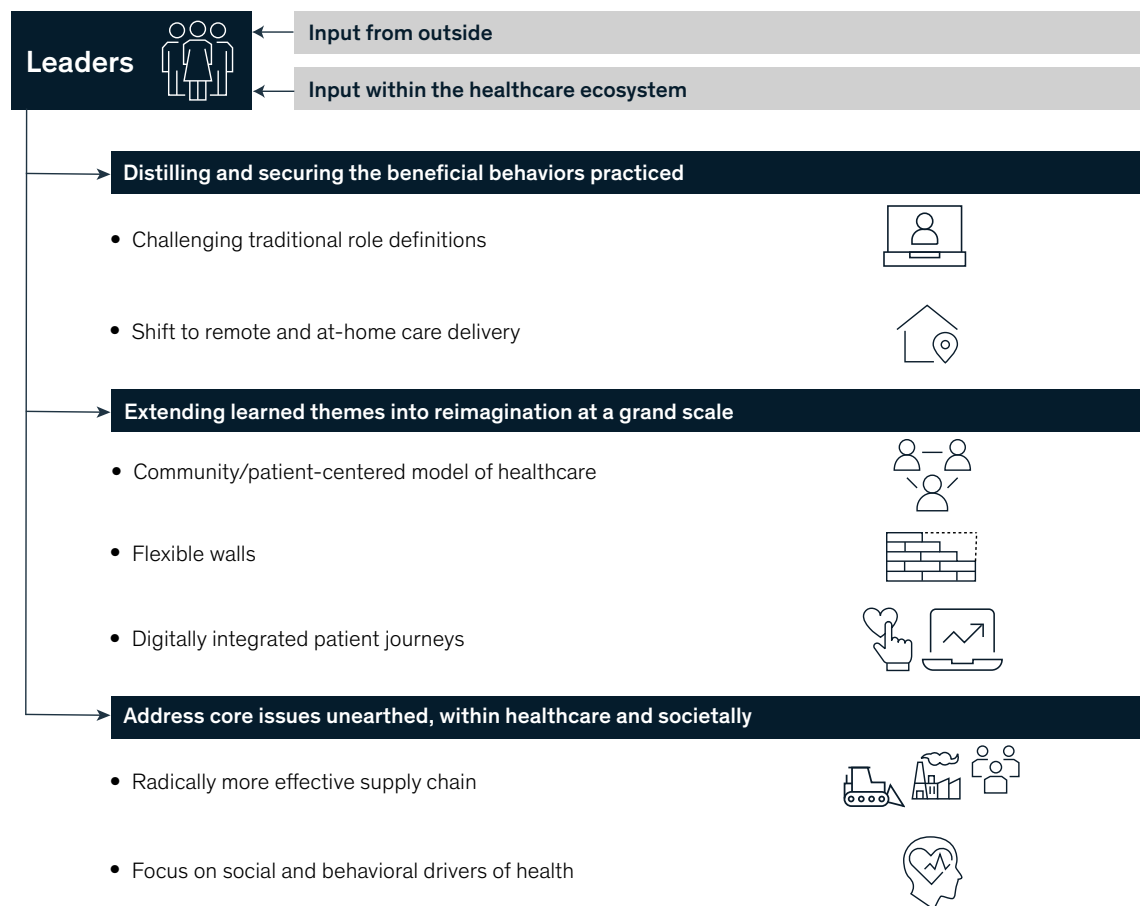 Leaders
Input from outside
Input within the healthcare ecosystem
Distilling and securing the beneficial behaviors practiced
• Challenging traditional role definitions
• Shift to remote and at-home care delivery
Extending learned themes into reimagination at a grand scale
• Community/patient-centered model of healthcare
• Flexible walls
• Digitally integrated patient journeys
Address core issues unearthed, within healthcare and societally
• Radically more effective supply chain
• Focus on social and behavioral drivers of health